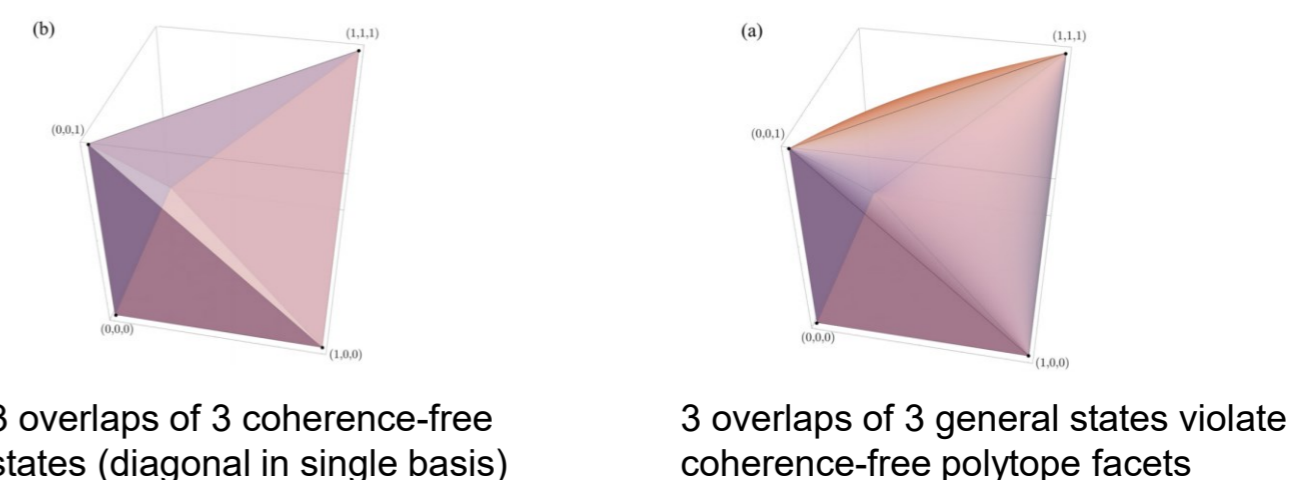 (b)
(1,1,1)
(0,0,1)
(0,0,0)
(1,0,0)
3 overlaps of 3 coherence-free
states (diagonal in single basis)
(a)
(1,1,1)
(0,0,1)
(0,0,0)
(1,0,0)
3 overlaps of 3 general states violate
coherence-free polytope facets